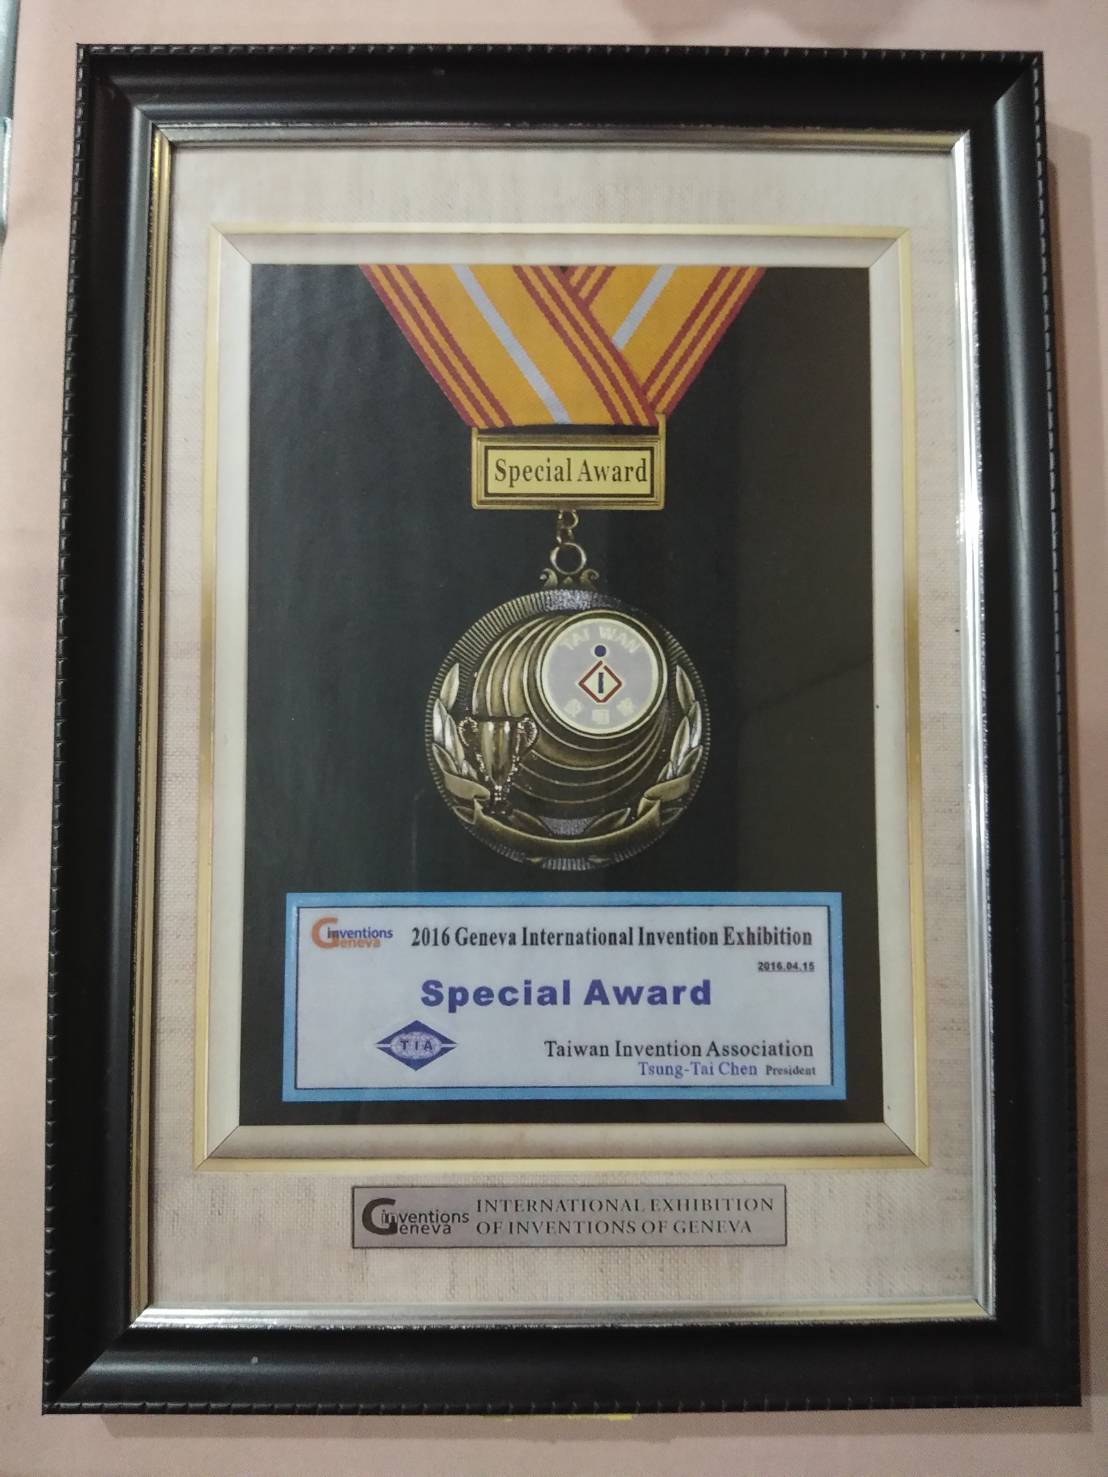 Special Award
TAI WAN
I
發明家
inventions
Geneva
2016 Geneva International Invention Exhibition
2016.04.15
Special Award
TIA
Taiwan Invention Association
Tsung-Tai Chen President
inventions
Geneva
INTERNATIONAL EXHIBITION
OF INVENTIONS OF GENEVA